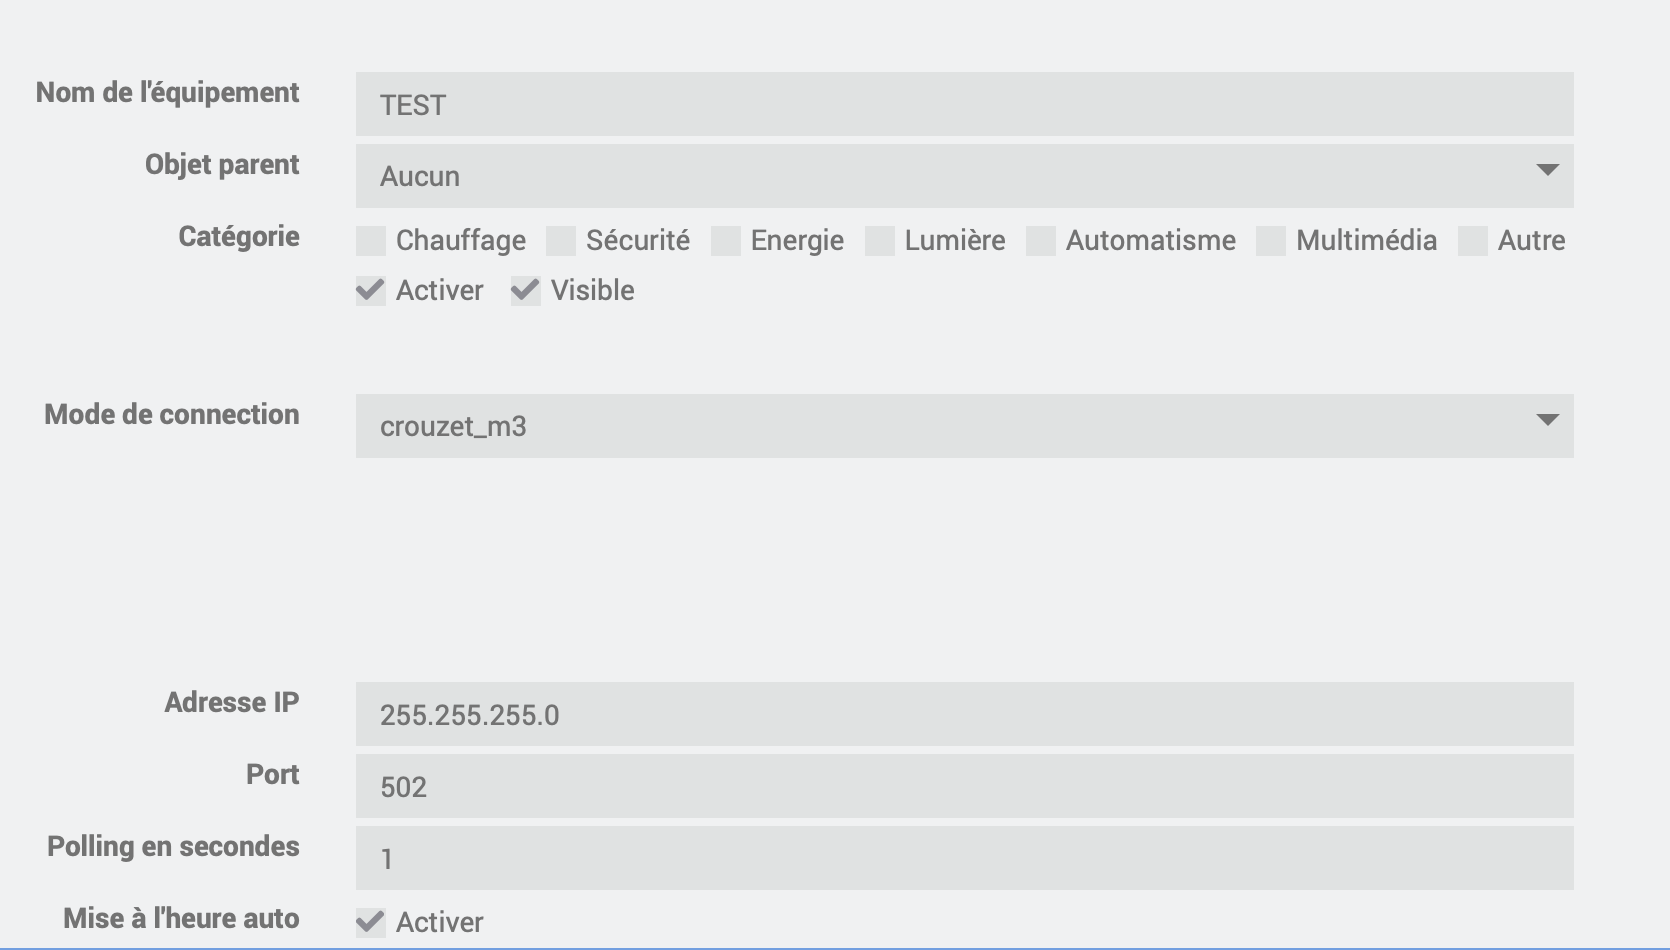 Nom de l'équipement TEST
Objet parent Aucun
Catégorie Chauffage Sécurité Energie Lumière Automatisme Multimédia Autre
Activer Visible
Mode de connection crouzet_m3
Adresse IP 255.255.255.0
Port 502
Polling en secondes 1
Mise à l'heure auto Activer